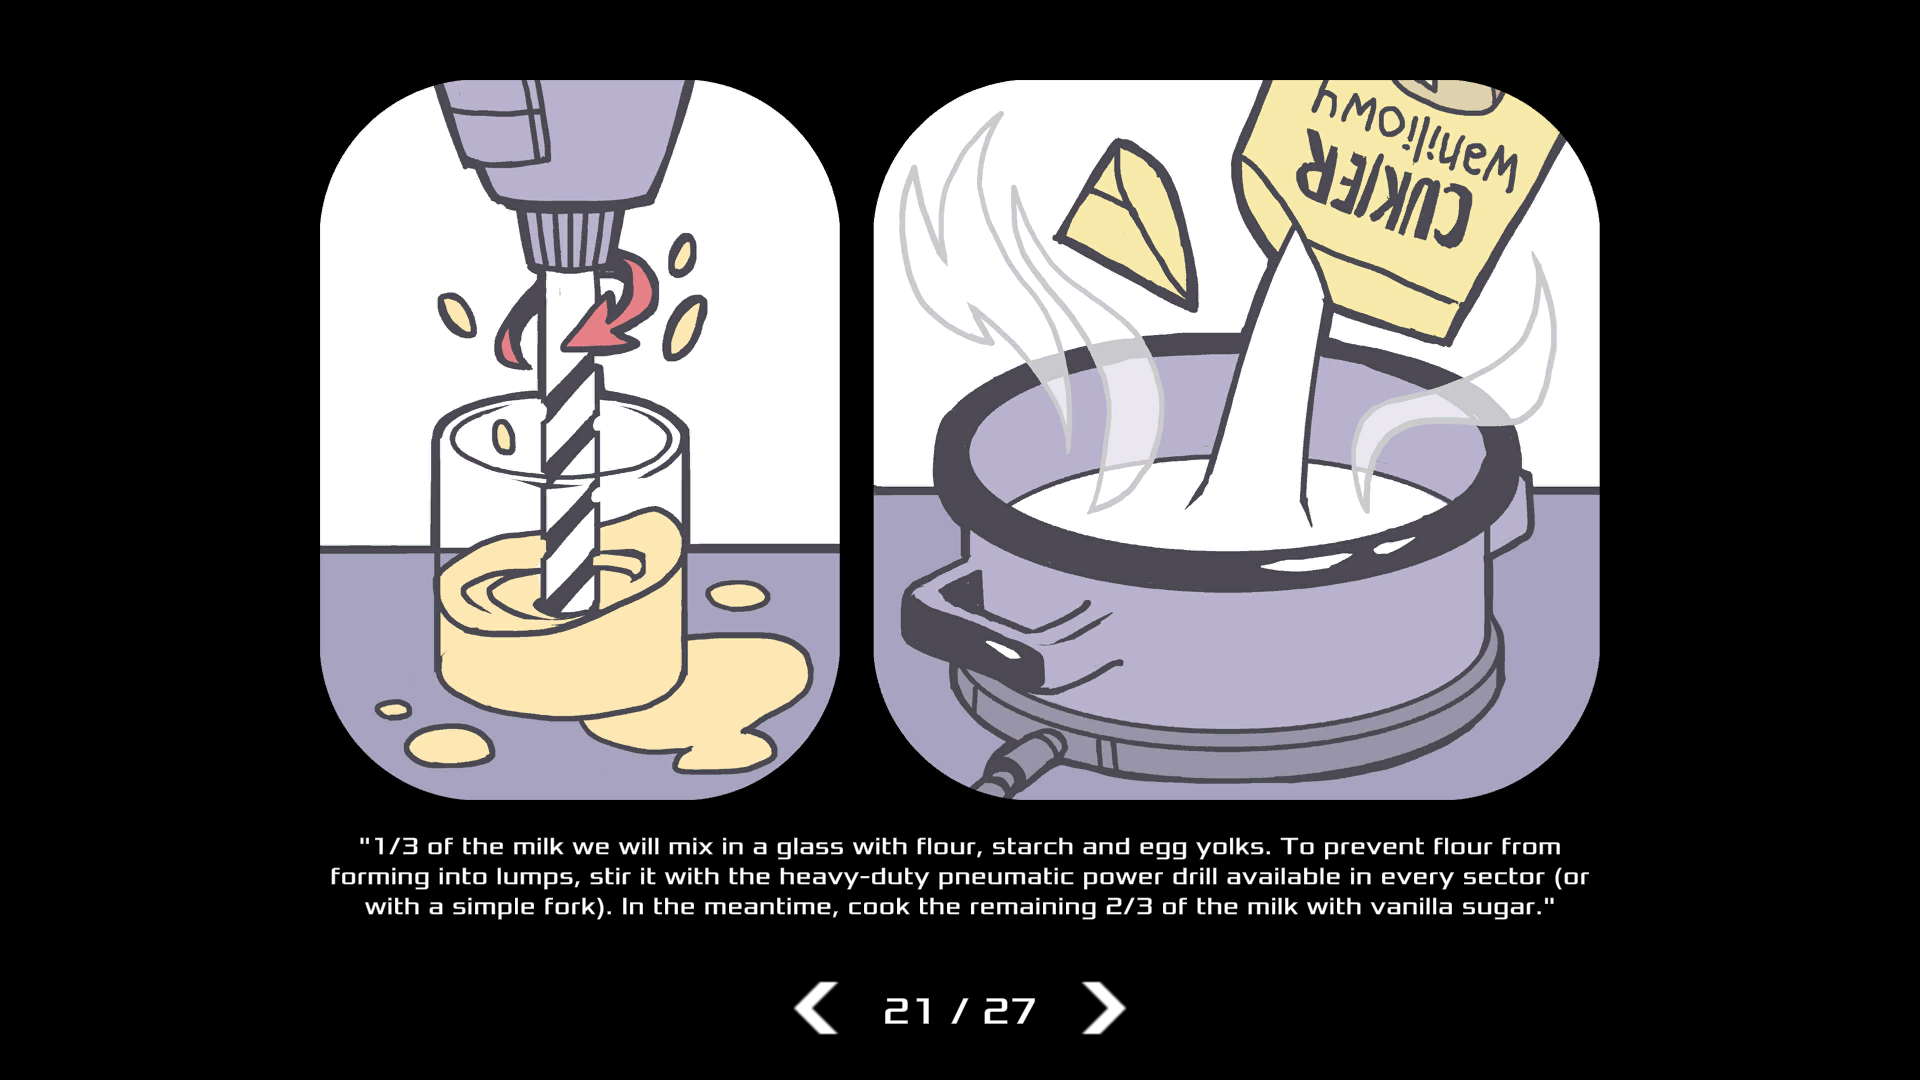 CUKIER
waniliowy
"1/3 of the milk we will mix in a glass with flour, starch and egg yolks. To prevent flour from
forming into lumps, stir it with the heavy-duty pneumatic power drill available in every sector (or
with a simple fork). In the meantime, cook the remaining 2/3 of the milk with vanilla sugar."
21 / 27